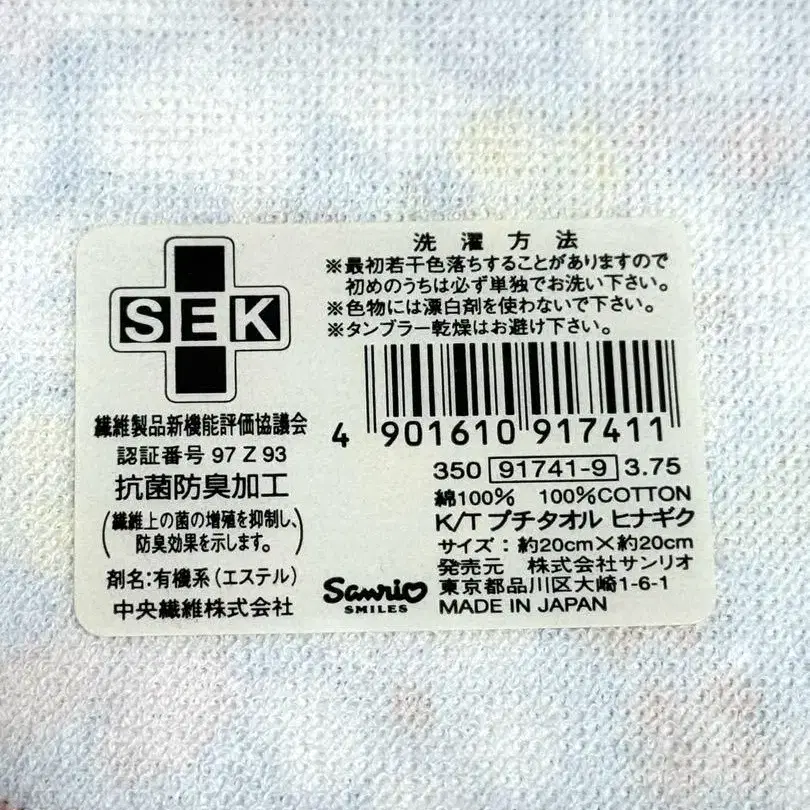 SEK
繊維製品新機能評価協議会
認証番号 97 Z 93
抗菌防臭加工
(繊維上の菌の増殖を抑制し、
防臭効果を示します。)
剤名:有機系(エステル)
中央繊維株式会社
洗濯方法
※最初若干色落ちすることがありますので
初めのうちは必ず単独でお洗い下さい。
※色物には漂白剤を使わないで下さい。
※タンブラー乾燥はお避け下さい。
4 901610 917411
350 91741-9 3.75
綿100% 100%COTTON
K/T プチタオル ヒナギク
サイズ:約20cm×約20cm
発売元 株式会社サンリオ
東京都品川区大崎1-6-1
MADE IN JAPAN
Sanrio
SMILES